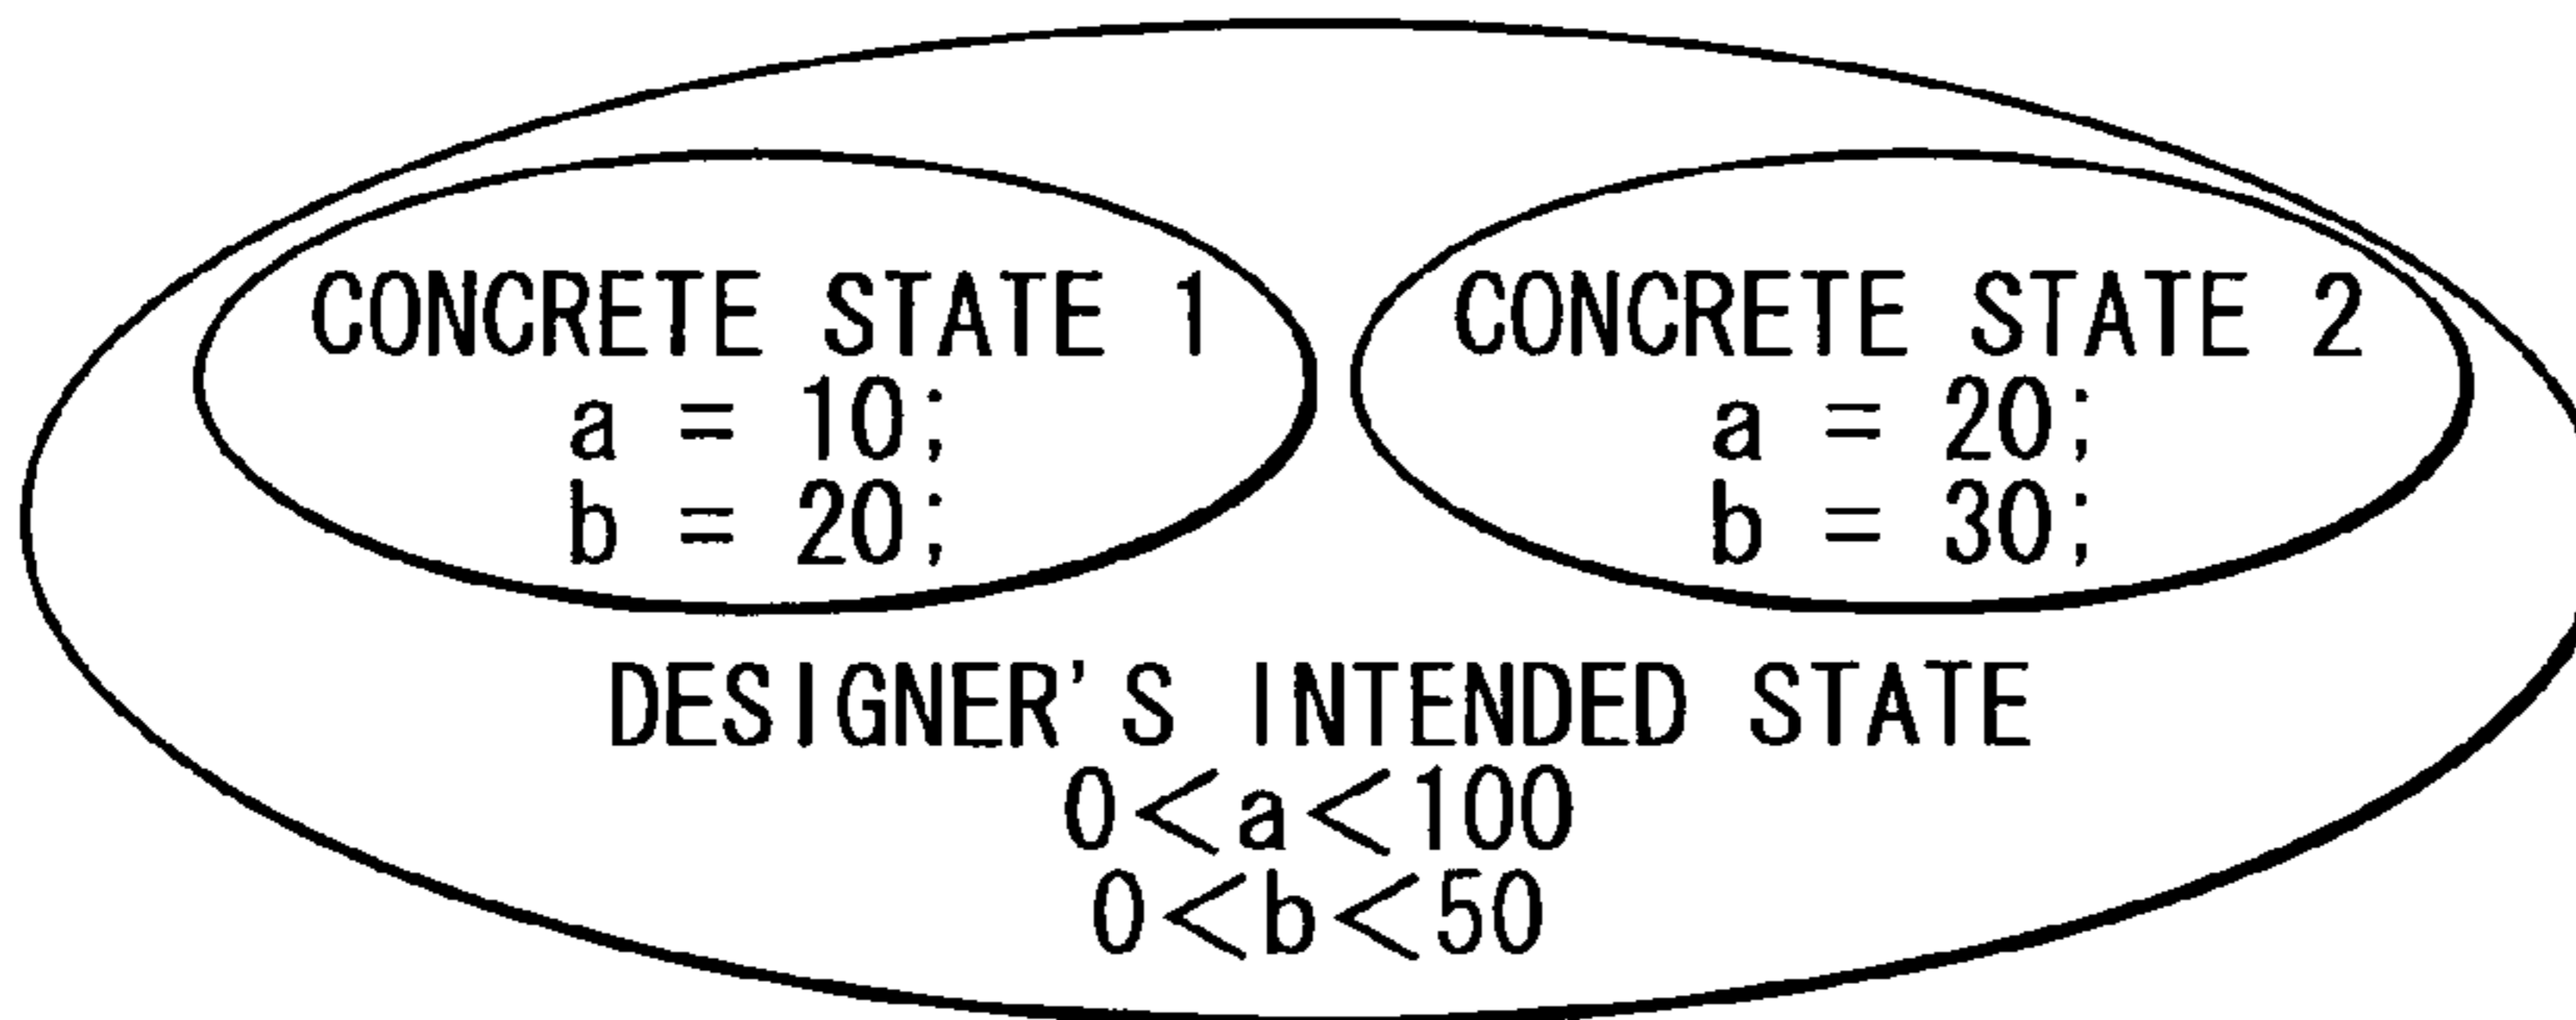 CONCRETE STATE 1
a = 10;
b = 20;
CONCRETE STATE 2
a = 20;
b = 30;
DESIGNER'S INTENDED STATE
0<a<100
0<b<50